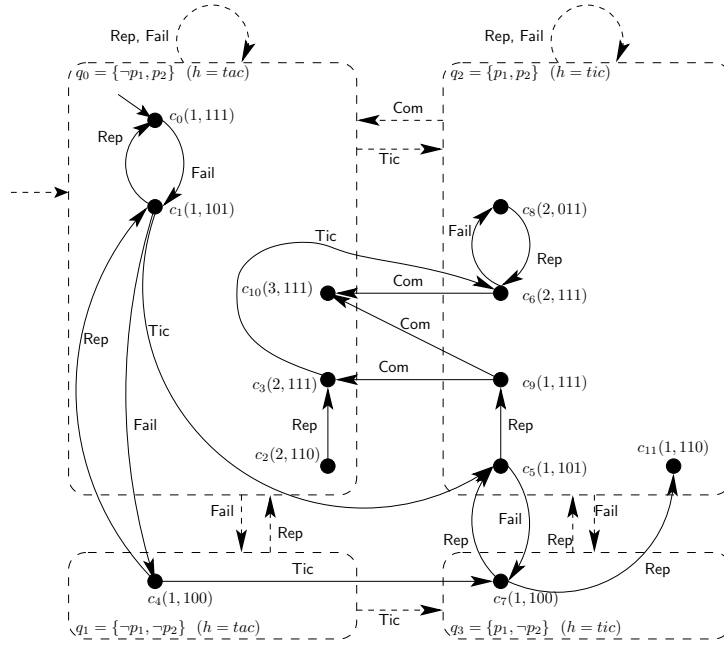 Rep, Fail
Rep, Fail
q₀ = {¬p₁, p₂} (h = tac)
q₂ = {p₁, p₂} (h = tic)
c₀(1, 111)
Com
Rep
Tic
Fail
c₁(1, 101)
c₈(2, 011)
Tic
Fail
Rep
c₁₀(3, 111)
Com
c₆(2, 111)
Tic
Rep
Com
c₃(2, 111)
Com
c₉(1, 111)
Fail
Rep
Rep
c₂(2, 110)
c₁₁(1, 110)
c₅(1, 101)
Fail
Rep
Fail
Fail
Rep
Rep
Rep
Tic
c₄(1, 100)
c₇(1, 100)
Tic
q₁ = {¬p₁, ¬p₂} (h = tac)
q₃ = {p₁, ¬p₂} (h = tic)